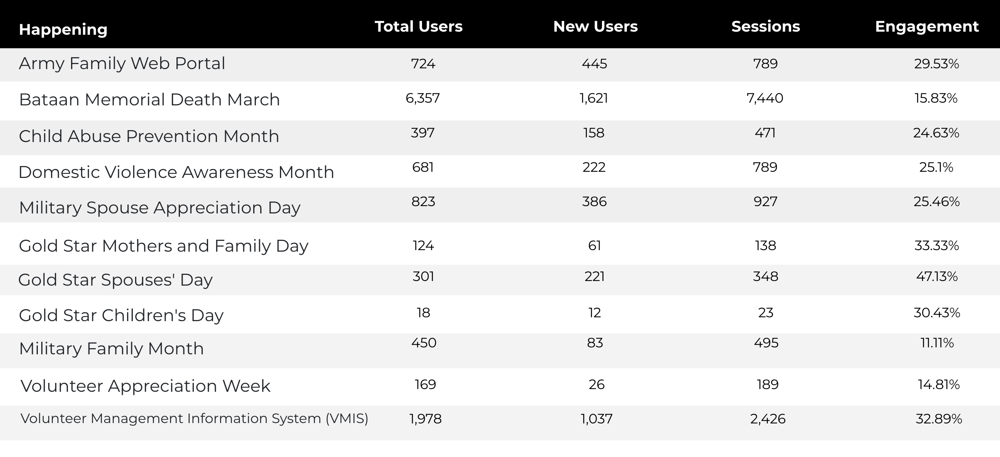 Happening Total Users New Users Sessions Engagement
Army Family Web Portal 724 445 789 29.53%
Bataan Memorial Death March 6,357 1,621 7,440 15.83%
Child Abuse Prevention Month 397 158 471 24.63%
Domestic Violence Awareness Month 681 222 789 25.1%
Military Spouse Appreciation Day 823 386 927 25.46%
Gold Star Mothers and Family Day 124 61 138 33.33%
Gold Star Spouses' Day 301 221 348 47.13%
Gold Star Children's Day 18 12 23 30.43%
Military Family Month 450 83 495 11.11%
Volunteer Appreciation Week 169 26 189 14.81%
Volunteer Management Information System (VMIS) 1,978 1,037 2,426 32.89%